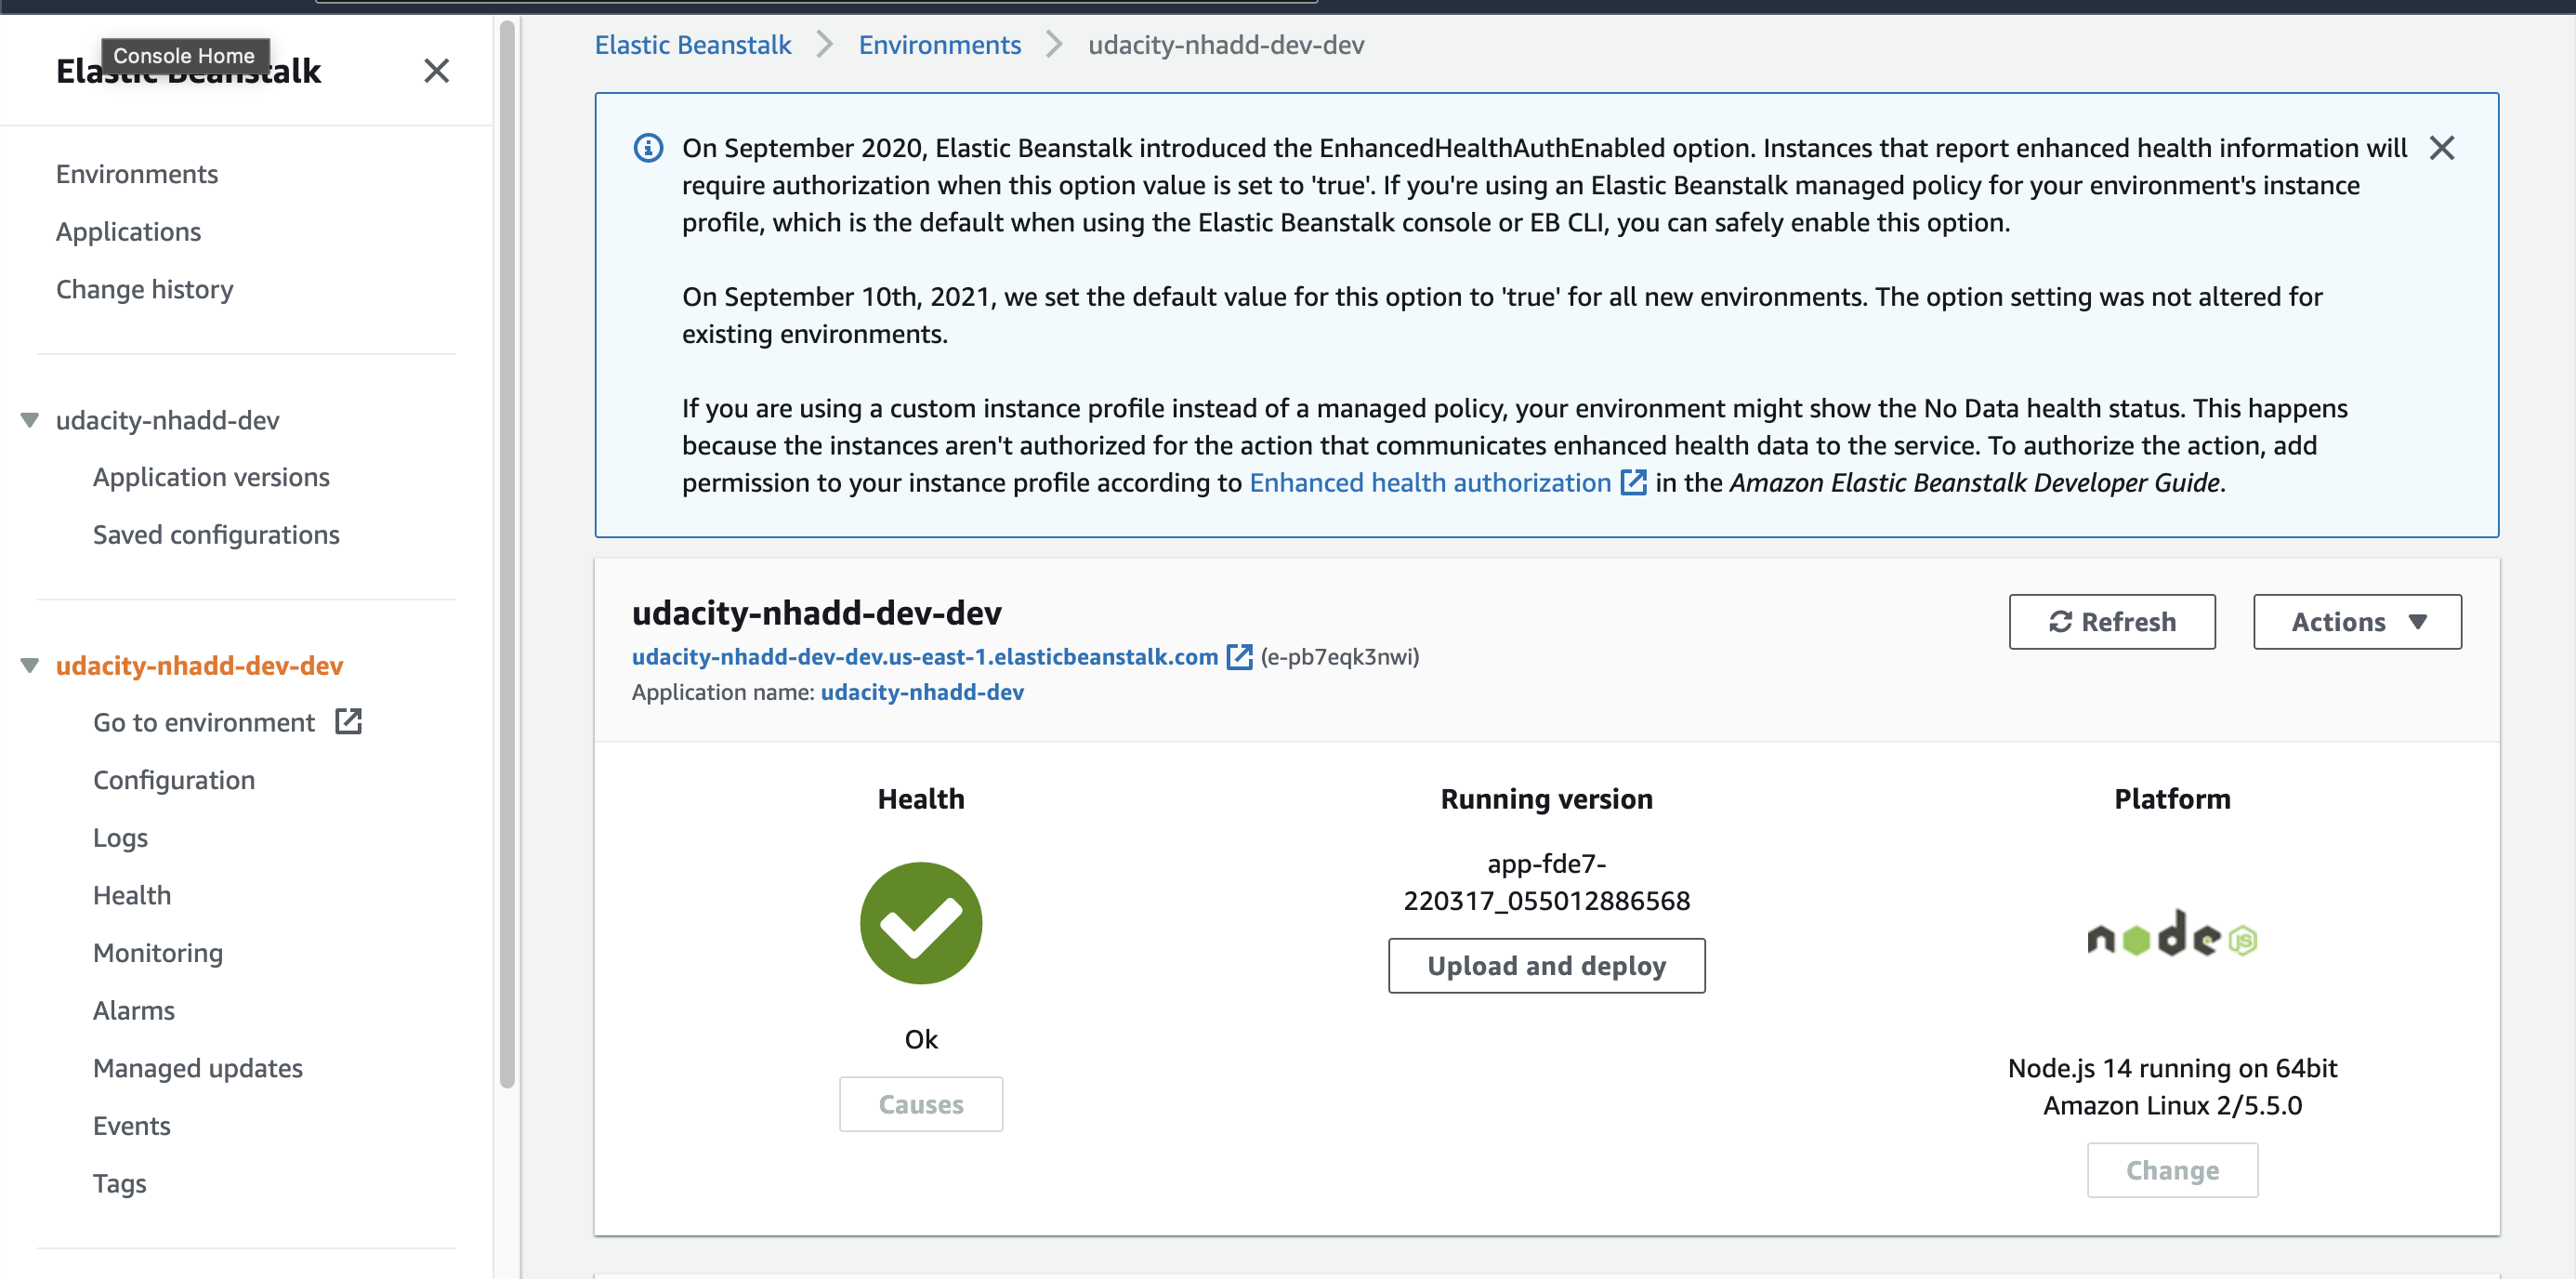 Console Home
Elastic Beanstalk
Environments
Applications
Change history
udacity-nhadd-dev
Application versions
Saved configurations
udacity-nhadd-dev-dev
Go to environment
Configuration
Logs
Health
Monitoring
Alarms
Managed updates
Events
Tags
Elastic Beanstalk > Environments > udacity-nhadd-dev-dev
On September 2020, Elastic Beanstalk introduced the EnhancedHealthAuthEnabled option. Instances that report enhanced health information will
require authorization when this option value is set to 'true'. If you're using an Elastic Beanstalk managed policy for your environment's instance
profile, which is the default when using the Elastic Beanstalk console or EB CLI, you can safely enable this option.
On September 10th, 2021, we set the default value for this option to 'true' for all new environments. The option setting was not altered for
existing environments.
If you are using a custom instance profile instead of a managed policy, your environment might show the No Data health status. This happens
because the instances aren't authorized for the action that communicates enhanced health data to the service. To authorize the action, add
permission to your instance profile according to Enhanced health authorization in the Amazon Elastic Beanstalk Developer Guide.
udacity-nhadd-dev-dev
udacity-nhadd-dev-dev.us-east-1.elasticbeanstalk.com (e-pb7eqk3nwi)
Application name: udacity-nhadd-dev
Refresh
Actions
Health
Ok
Causes
Running version
app-fde7-
220317_055012886568
Upload and deploy
Platform
node JS
Node.js 14 running on 64bit
Amazon Linux 2/5.5.0
Change